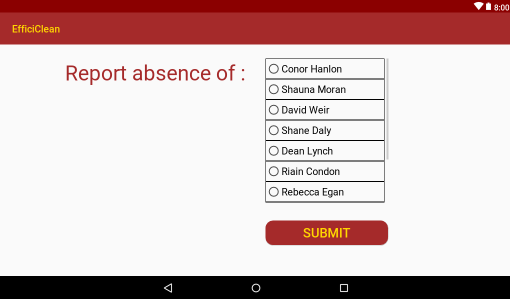 8:00
EfficiClean
Report absence of :
Conor Hanlon
Shauna Moran
David Weir
Shane Daly
Dean Lynch
Riain Condon
Rebecca Egan
SUBMIT